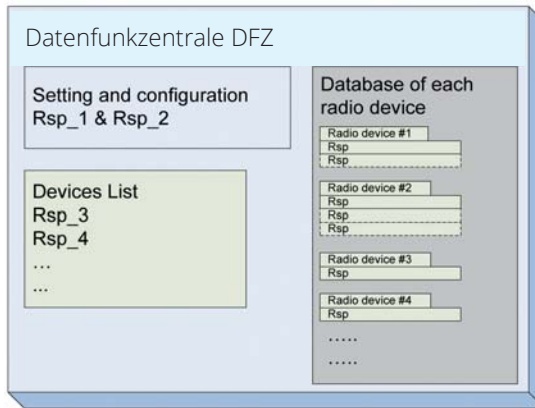 Datenfunkzentrale DFZ
Setting and configuration
Rsp_1 & Rsp_2
Devices List
Rsp_3
Rsp_4
...
...
Database of each
radio device
Radio device #1
Rsp
Rsp
Radio device #2
Rsp
Rsp
Rsp
Radio device #3
Rsp
Radio device #4
Rsp
.....
.....